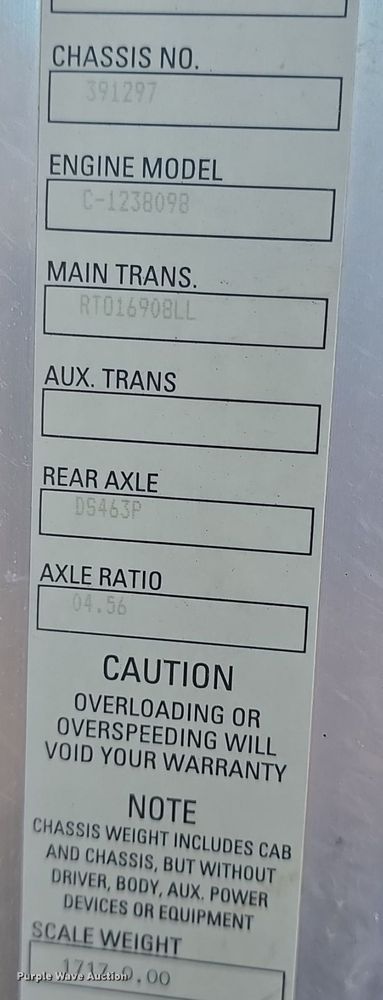 CHASSIS NO.
391297
ENGINE MODEL
C-1238098
MAIN TRANS.
RTO16908LL
AUX. TRANS
REAR AXLE
DS463P
AXLE RATIO
04.56
CAUTION
OVERLOADING OR
OVERSPEEDING WILL
VOID YOUR WARRANTY
NOTE
CHASSIS WEIGHT INCLUDES CAB
AND CHASSIS, BUT WITHOUT
DRIVER, BODY, AUX. POWER
DEVICES OR EQUIPMENT
SCALE WEIGHT
Purple Wave Auction